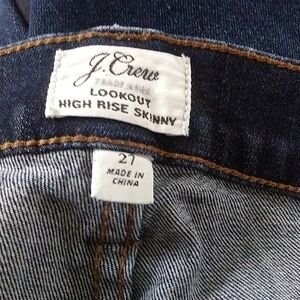 J.Crew
LOOKOUT
HIGH RISE SKINNY
27
MADE IN
CHINA